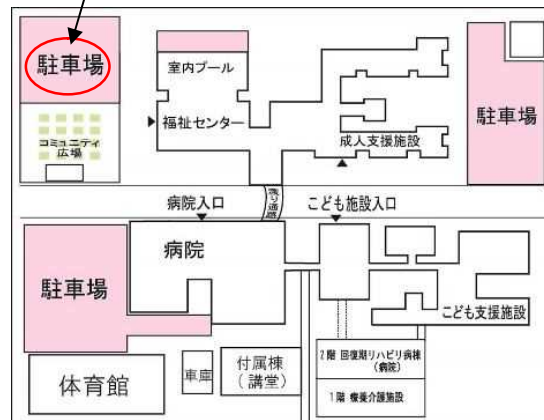 駐車場
コミュニティ
広場
室内プール
福祉センター
成人支援施設
駐車場
病院入口
渡り通路
こども施設入口
病院
駐車場
こども支援施設
2階 回復期リハビリ病棟
(病院)
1階 療養介護施設
体育館
車庫
付属棟
(講堂)